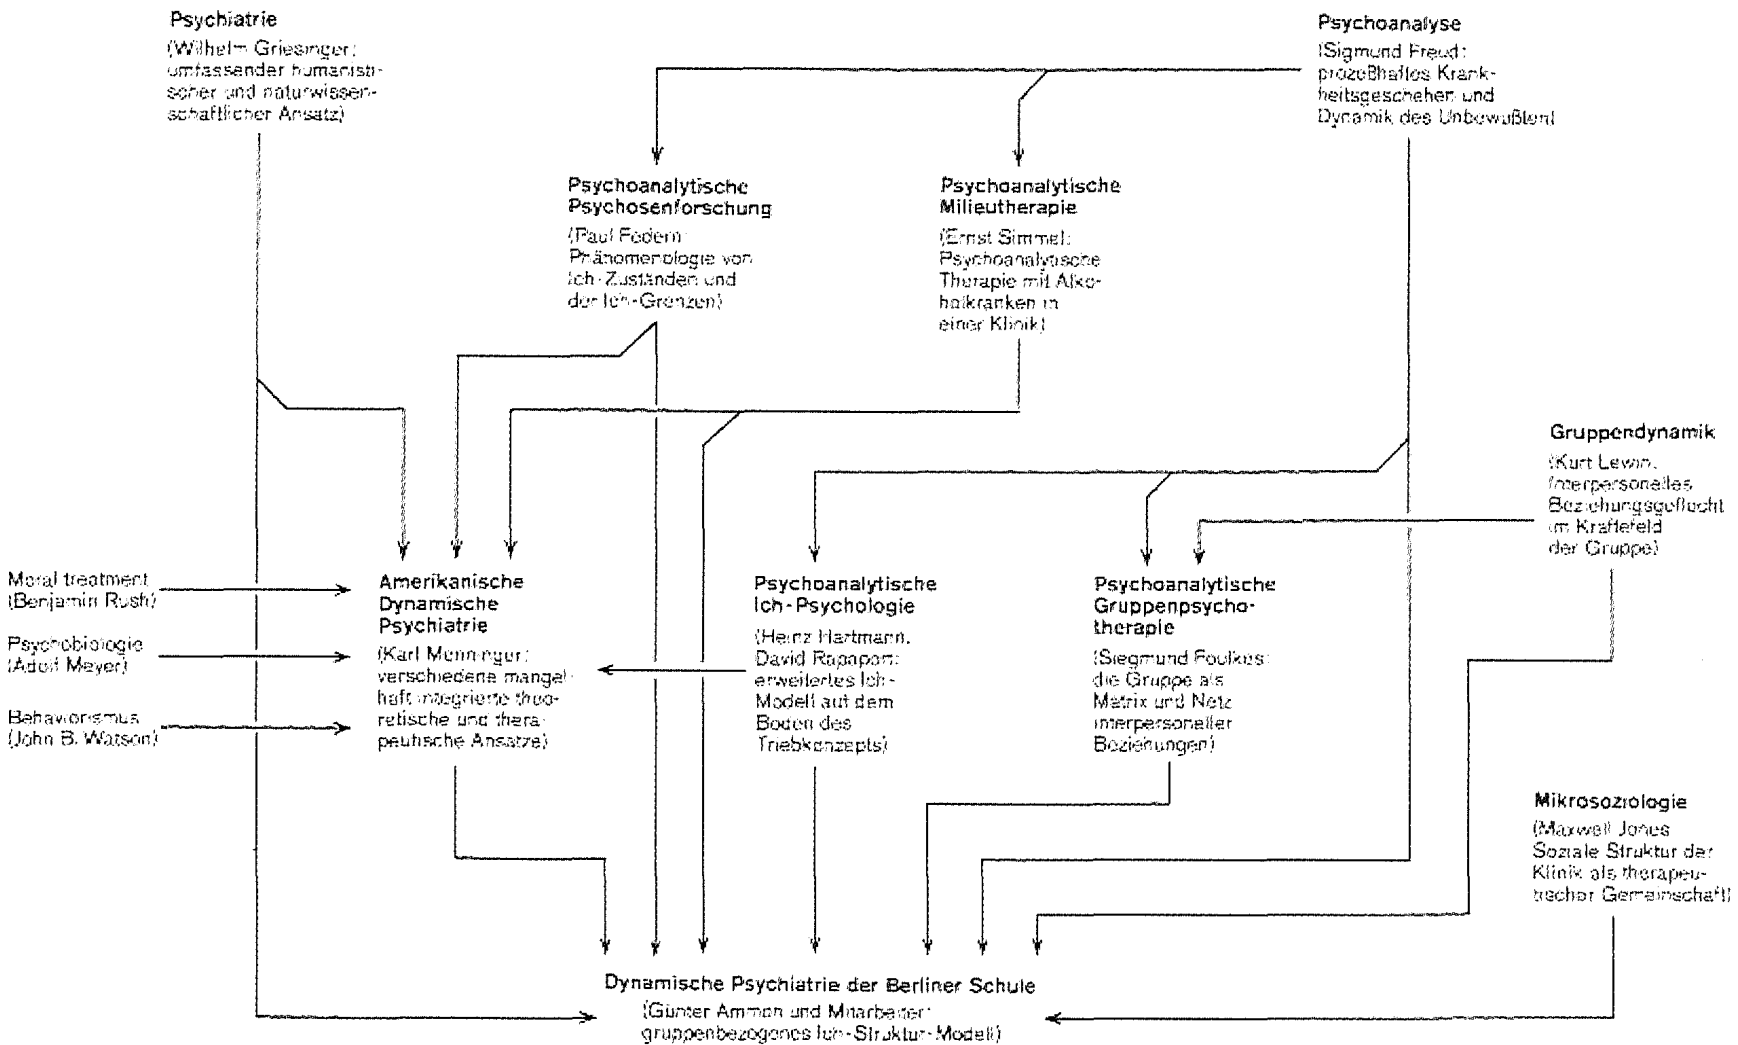 Psychiatrie
(Wilhelm Griesinger:
umfassender humanisti-
scher und naturwissen-
schaftlicher Ansatz)
Psychoanalyse
(Sigmund Freud:
prozeßhaftes Krank-
heitsgeschehen und
Dynamik des Unbewußten)
Psychoanalytische
Psychosenforschung
(Paul Federn:
Phänomenologie von
Ich-Zuständen und
der Ich-Grenzen)
Psychoanalytische
Milieutherapie
(Ernst Simmel:
Psychoanalytische
Therapie mit Alko-
holkranken in
einer Klinik)
Gruppendynamik
(Kurt Lewin:
Interpersonelles
Beziehungsgeflecht
im Kräftefeld
der Gruppe)
Moral treatment
(Benjamin Rush)
Psychobiologie
(Adolf Meyer)
Behaviorismus
(John B. Watson)
Amerikanische
Dynamische
Psychiatrie
(Karl Menninger:
verschiedene mangel-
haft integrierte theo-
retische und thera-
peutische Ansätze)
Psychoanalytische
Ich-Psychologie
(Heinz Hartmann,
David Rapaport:
erweitertes Ich-
Modell auf dem
Boden des
Triebkonzepts)
Psychoanalytische
Gruppenpsycho-
therapie
(Siegmund Foulkes:
die Gruppe als
Matrix und Netz
interpersoneller
Beziehungen)
Mikrosoziologie
(Maxwell Jones
Soziale Struktur der
Klinik als therapeu-
tischer Gemeinschaft)
Dynamische Psychiatrie der Berliner Schule
(Günter Ammon und Mitarbeiter:
gruppenbezogenes Ich-Struktur-Modell)